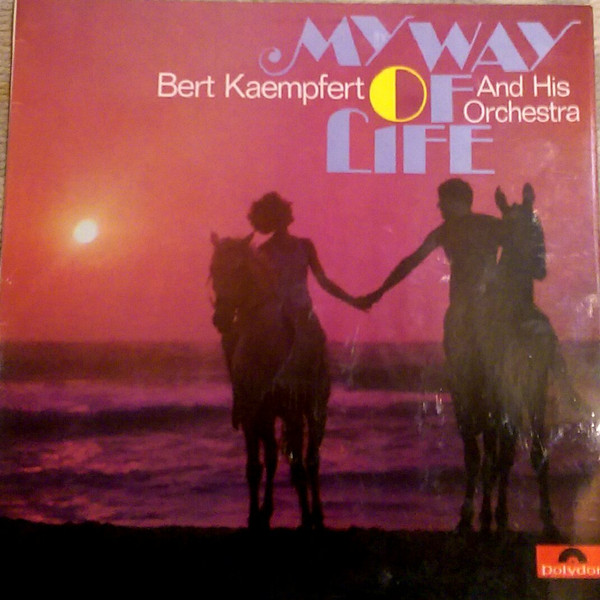 MY WAY
OF
LIFE
Bert Kaempfert
And His
Orchestra
Polydor